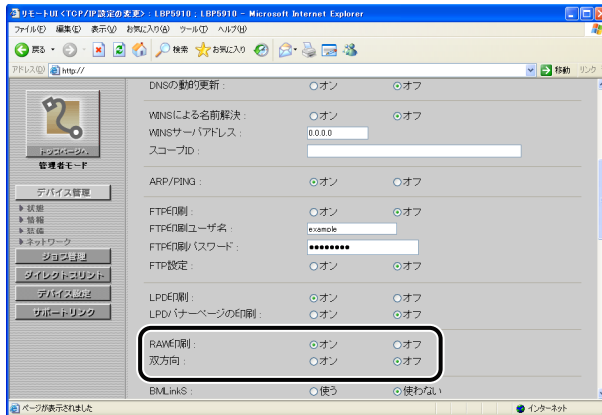 リモートUI <TCP/IP設定の変更> : LBP5910 ; LBP5910 - Microsoft Internet Explorer
ファイル(F) 編集(E) 表示(V) お気に入り(A) ツール(T) ヘルプ(H)
戻る 検索 お気に入り
アドレス(D) http:// 移動 リンク
トップページへ
管理者モード
デバイス管理
状態
情報
装備
ネットワーク
ジョブ管理
ダイレクトプリント
デバイス設定
サポートリンク
DNSの動的更新 : オン オフ
WINSによる名前解決 : オン オフ
WINSサーバアドレス : 0.0.0.0
スコープID :
ARP/PING : オン オフ
FTP印刷 : オン オフ
FTP印刷ユーザ名 : example
FTP印刷パスワード : ●●●●●●●●
FTP設定 : オン オフ
LPD印刷 : オン オフ
LPDバナーページの印刷 : オン オフ
RAW印刷 : オン オフ
双方向 : オン オフ
BMLinkS : 使う 使わない
ページが表示されました インターネット